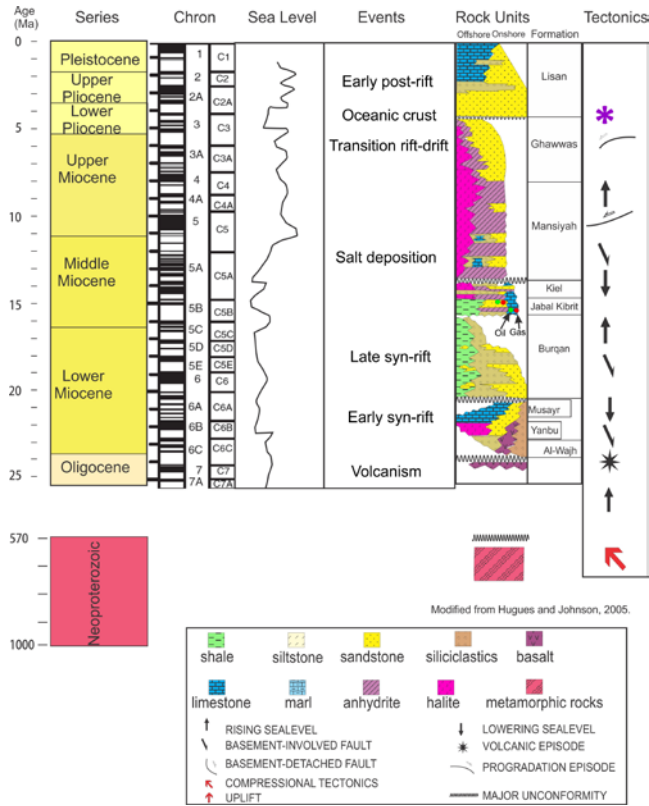 Age
(Ma)
Series
Chron
Sea Level
Events
Rock Units
Offshore Onshore
Formation
Tectonics
0
5
10
15
20
25
570
1000
Pleistocene
Upper
Pliocene
Lower
Pliocene
Upper
Miocene
Middle
Miocene
Lower
Miocene
Oligocene
Neoproterozoic
1
2
2A
3
3A
4
4A
5
5A
5B
5C
5D
5E
6
6A
6B
6C
7
7A
C1
C2
C2A
C3
C3A
C4
C4A
C5
C5A
C5B
C5C
C5D
C5E
C6
C6A
C6B
C6C
C7
C7A
Early post-rift
Oceanic crust
Transition rift-drift
Salt deposition
Late syn-rift
Early syn-rift
Volcanism
Oil
Gas
Lisan
Ghawwas
Mansiyah
Kiel
Jabal Kibrit
Burqan
Musayr
Yanbu
Al-Wajh
*
Modified from Hugues and Johnson, 2005.
shale
siltstone
sandstone
siliciclastics
basalt
limestone
marl
anhydrite
halite
metamorphic rocks
RISING SEALEVEL
BASEMENT-INVOLVED FAULT
BASEMENT-DETACHED FAULT
COMPRESSIONAL TECTONICS
UPLIFT
LOWERING SEALEVEL
VOLCANIC EPISODE
PROGRADATION EPISODE
MAJOR UNCONFORMITY